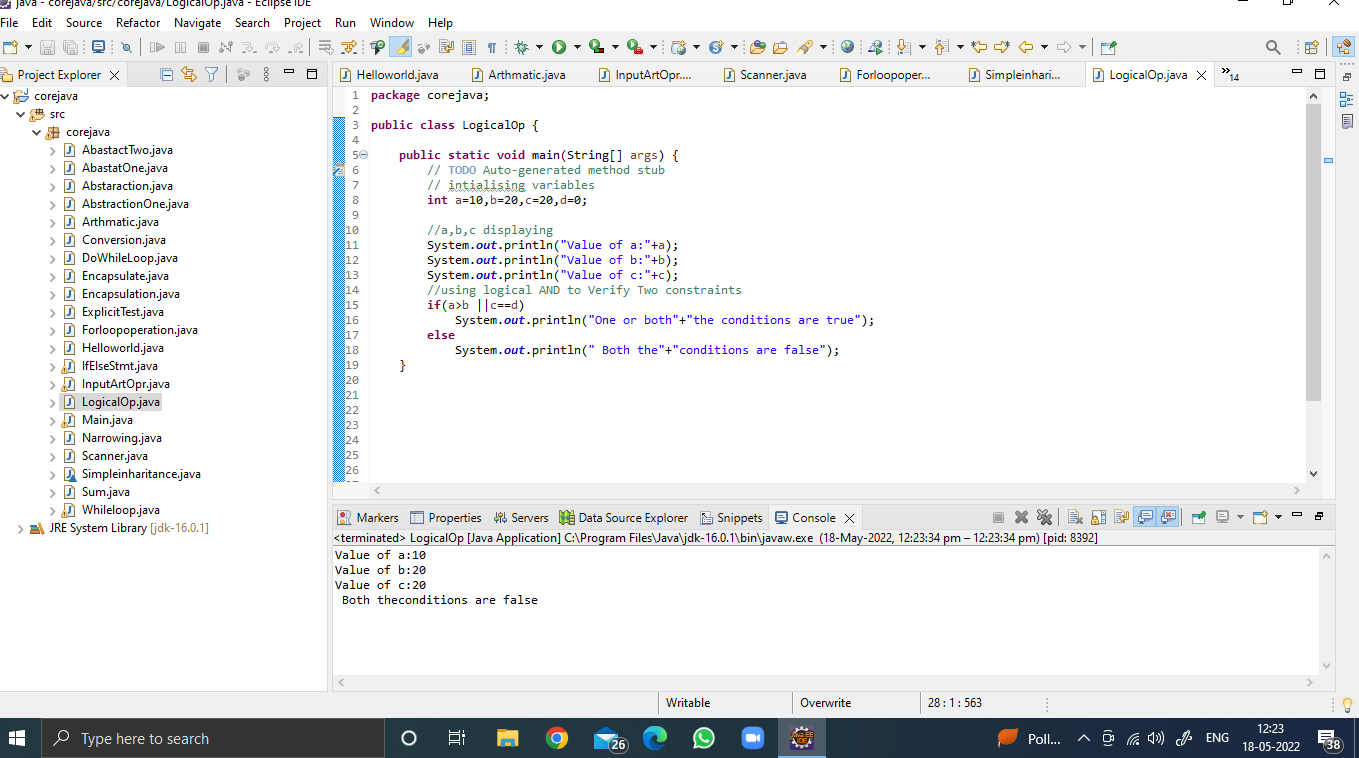 java - corejava/src/corejava/LogicalOp.java - Eclipse IDE
File Edit Source Refactor Navigate Search Project Run Window Help
Project Explorer
corejava
src
corejava
AbastactTwo.java
AbastatOne.java
Abstaraction.java
AbstractionOne.java
Arthmatic.java
Conversion.java
DoWhileLoop.java
Encapsulate.java
Encapsulation.java
ExplicitTest.java
Forloopoperation.java
Helloworld.java
IfElseStmt.java
InputArtOpr.java
LogicalOp.java
Main.java
Narrowing.java
Scanner.java
Simpleinharitance.java
Sum.java
Whileloop.java
JRE System Library [jdk-16.0.1]
Helloworld.java Arthmatic.java InputArtOpr.... Scanner.java Forloopoper... Simpleinhari... LogicalOp.java »14
1 package corejava;
2
3 public class LogicalOp {
4
5 public static void main(String[] args) {
6 // TODO Auto-generated method stub
7 // intialising variables
8 int a=10,b=20,c=20,d=0;
9
10 //a,b,c displaying
11 System.out.println("Value of a:"+a);
12 System.out.println("Value of b:"+b);
13 System.out.println("Value of c:"+c);
14 //using logical AND to Verify Two constraints
15 if(a>b ||c==d)
16 System.out.println("One or both"+"the conditions are true");
17 else
18 System.out.println(" Both the"+"conditions are false");
19 }
20
21
22
23
24
25
26
Markers Properties Servers Data Source Explorer Snippets Console
<terminated> LogicalOp [Java Application] C:\Program Files\Java\jdk-16.0.1\bin\javaw.exe (18-May-2022, 12:23:34 pm – 12:23:34 pm) [pid: 8392]
Value of a:10
Value of b:20
Value of c:20
Both theconditions are false
Writable Overwrite 28 : 1 : 563
Type here to search
26
Poll...
ENG
12:23
18-05-2022
38